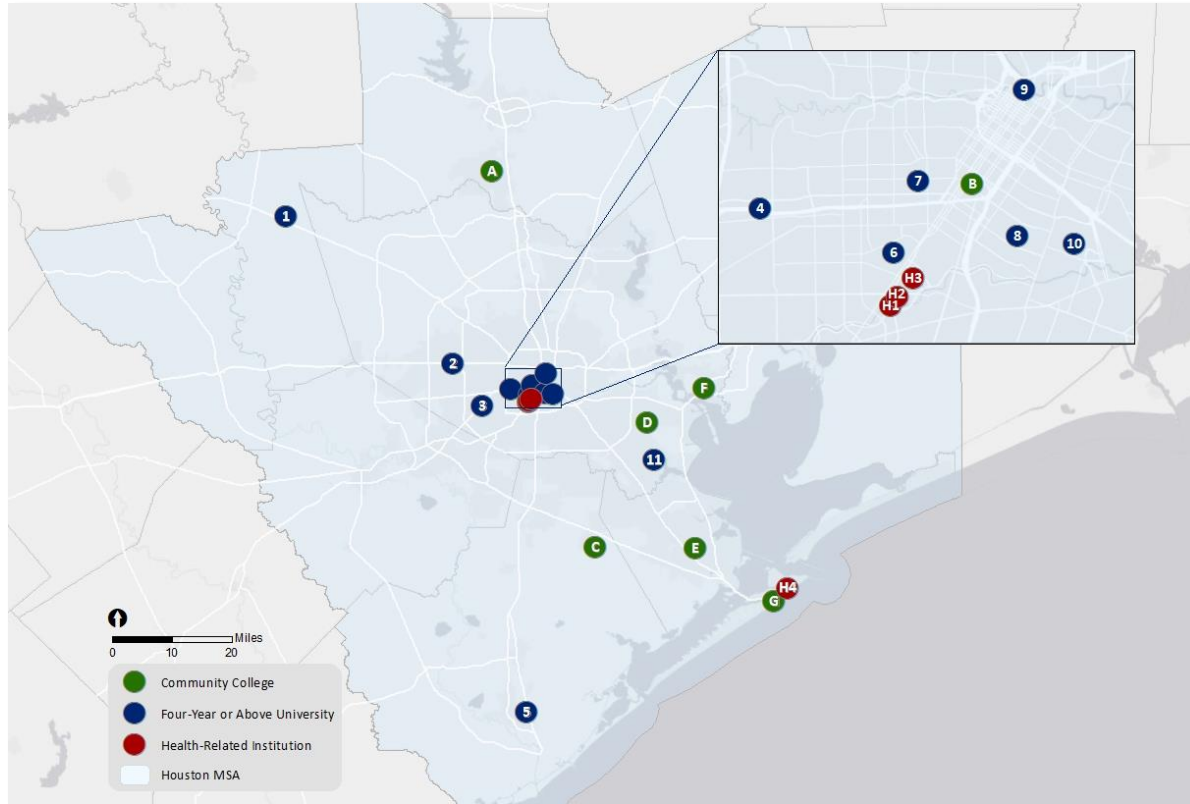 A
1
2
3
F
D
11
C
E
H4
G
5
9
7
B
4
8
10
6
H3
H2
H1
Miles
0 10 20
Community College
Four-Year or Above University
Health-Related Institution
Houston MSA